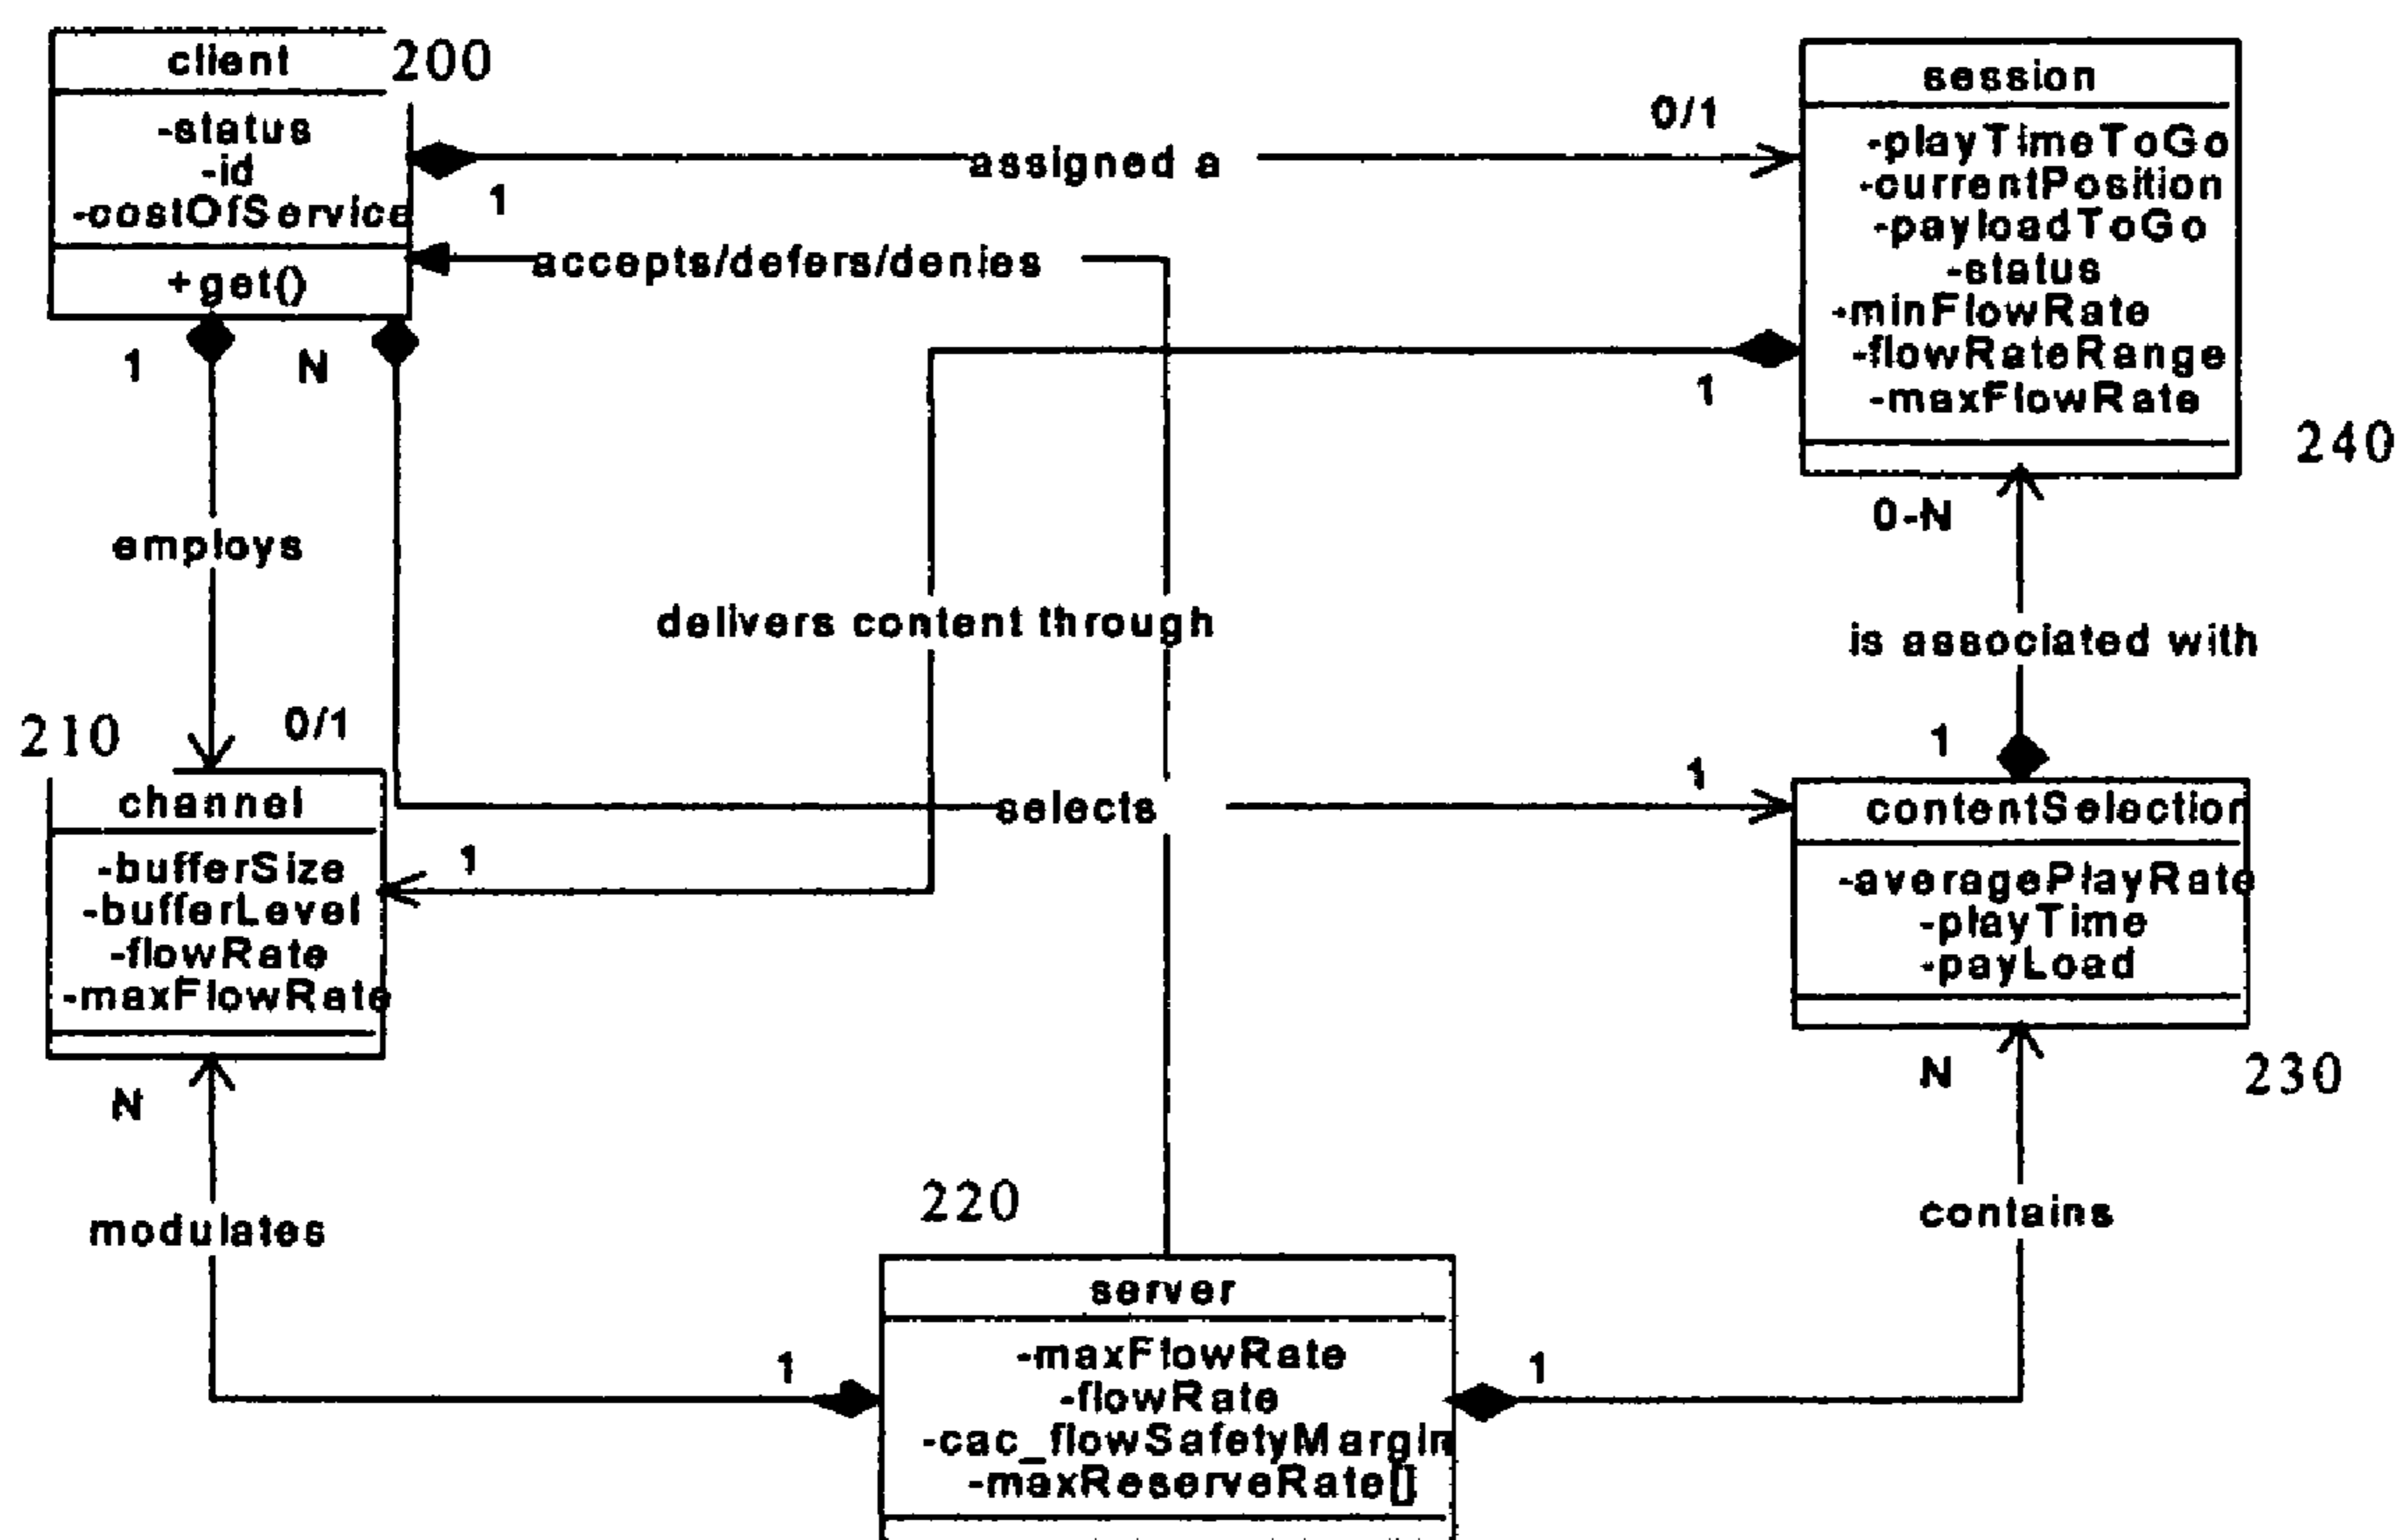 client
200
-status
-id
-costOfService
+get()
1
assigned a
0/1
session
-playTimeToGo
-currentPosition
-payloadToGo
-status
-minFlowRate
-flowRateRange
-maxFlowRate
240
accepts/defers/denies
1
N
1
employs
delivers content through
0-N
is associated with
210
0/1
1
channel
-bufferSize
-bufferLevel
-flowRate
-maxFlowRate
1
selects
1
contentSelection
-averagePlayRate
-playTime
-payLoad
230
N
modulates
N
contains
220
server
-maxFlowRate
-flowRate
-cac_flowSafetyMargin
-maxReserveRate[]
1
1